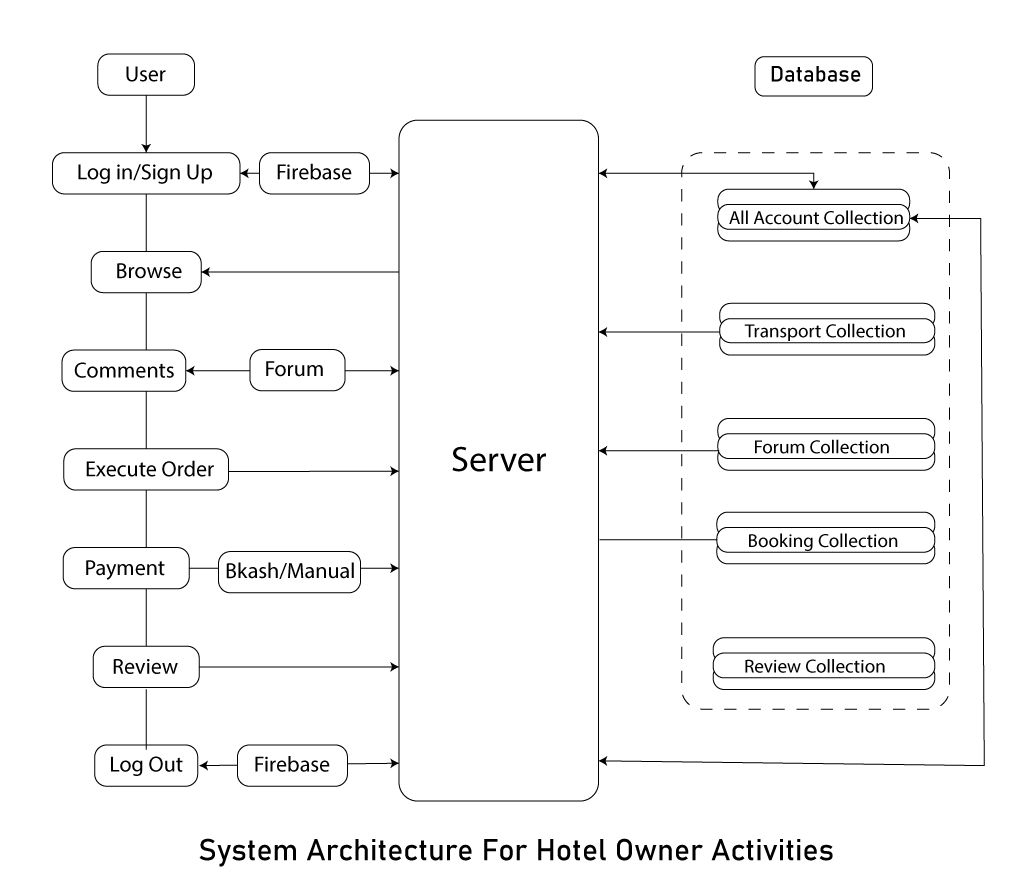 User
Database
Log in/Sign Up
Firebase
All Account Collection
Browse
Transport Collection
Comments
Forum
Server
Forum Collection
Execute Order
Booking Collection
Payment
Bkash/Manual
Review
Review Collection
Log Out
Firebase
System Architecture For Hotel Owner Activities